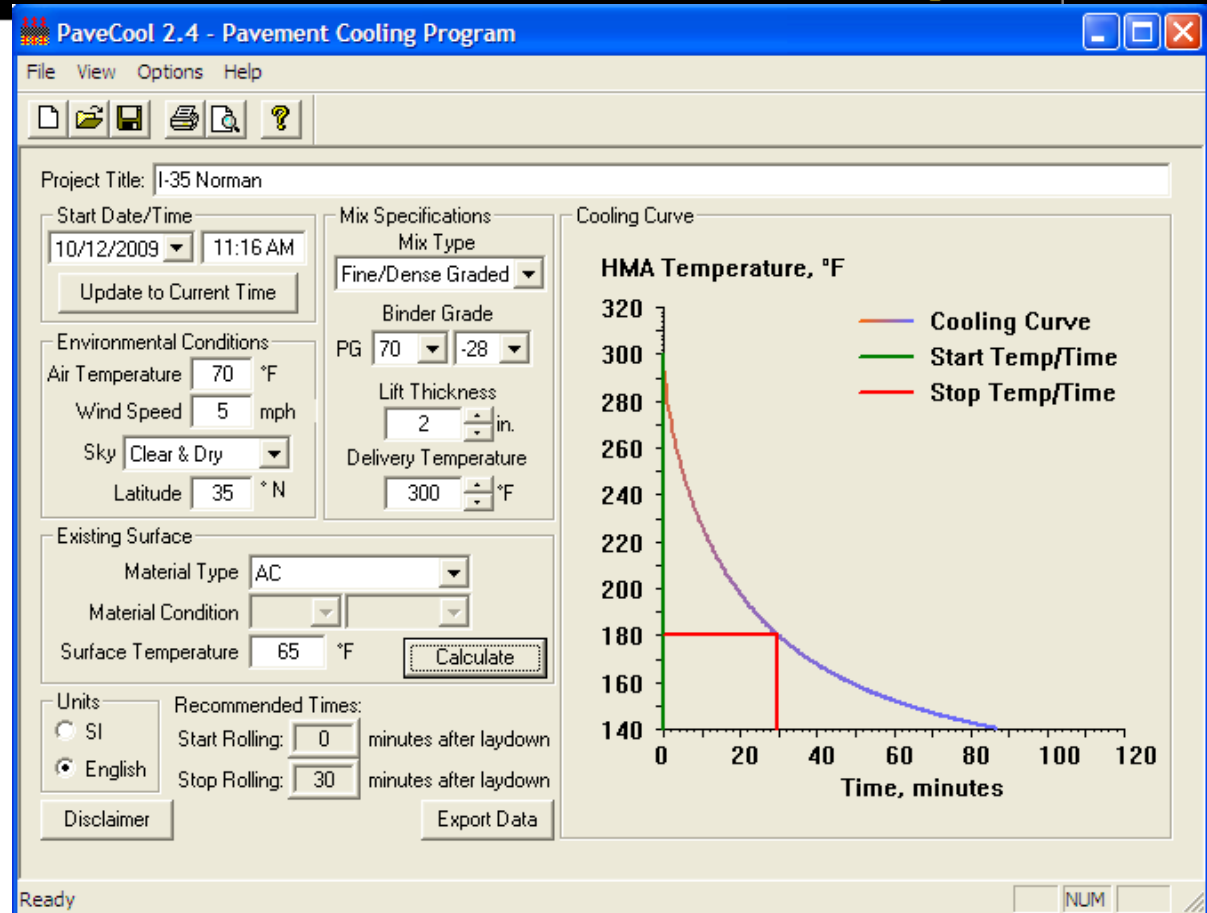 PaveCool 2.4 - Pavement Cooling Program
File View Options Help
Project Title: I-35 Norman
Start Date/Time
10/12/2009 11:16 AM
Update to Current Time
Environmental Conditions
Air Temperature 70 °F
Wind Speed 5 mph
Sky Clear & Dry
Latitude 35 ° N
Mix Specifications
Mix Type
Fine/Dense Graded
Binder Grade
PG 70 -28
Lift Thickness
2 in.
Delivery Temperature
300 °F
Existing Surface
Material Type AC
Material Condition
Surface Temperature 65 °F
Calculate
Units
SI
English
Recommended Times:
Start Rolling: 0 minutes after laydown
Stop Rolling: 30 minutes after laydown
Disclaimer
Export Data
Cooling Curve
HMA Temperature, °F
Cooling Curve
Start Temp/Time
Stop Temp/Time
320
300
280
260
240
220
200
180
160
140
0 20 40 60 80 100 120
Time, minutes
Ready
NUM